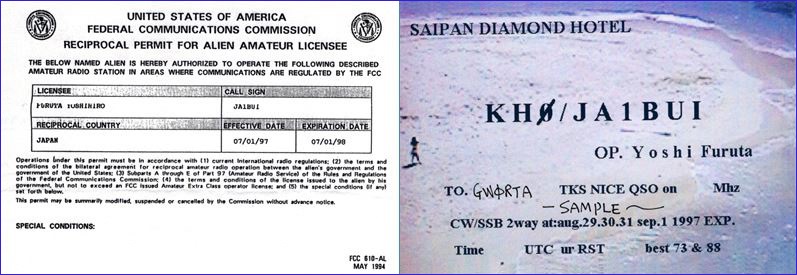 UNITED STATES OF AMERICA
FEDERAL COMMUNICATIONS COMMISSION
RECIPROCAL PERMIT FOR ALIEN AMATEUR LICENSEE
THE BELOW NAMED ALIEN IS HEREBY AUTHORIZED TO OPERATE THE FOLLOWING DESCRIBED
AMATEUR RADIO STATION IN AREAS WHERE COMMUNICATIONS ARE REGULATED BY THE FCC
LICENSEE CALL SIGN
FURUTA YOSHIHIRO JA1BUI
RECIPROCAL COUNTRY EFFECTIVE DATE EXPIRATION DATE
JAPAN 07/01/97 07/01/98
Operations under this permit must be in accordance with (1) current International radio regulations; (2) the terms and
conditions of the bilateral agreement for reciprocal amateur radio operation between the alien's government and the
government of the United States; (3) Subparts A through E of Part 97 (Amateur Radio Service) of the Rules and Regulations
of the Federal Communications Commission; (4) the terms and conditions of the license issued to the alien by his
government, but not to exceed an FCC Issued Amateur Extra Class operator license; and (5) the special conditions (if any)
set forth below.
This permit may be summarily modified, suspended or cancelled by the Commission without advance notice.
SPECIAL CONDITIONS:
FCC 610-AL
MAY 1994
SAIPAN DIAMOND HOTEL
KHØ/JA1BUI
OP. Yoshi Furuta
TO. GWØRTA TKS NICE QSO on Mhz
— SAMPLE —
CW/SSB 2way at:aug.29.30.31 sep.1 1997 EXP.
Time UTC ur RST best 73 & 88